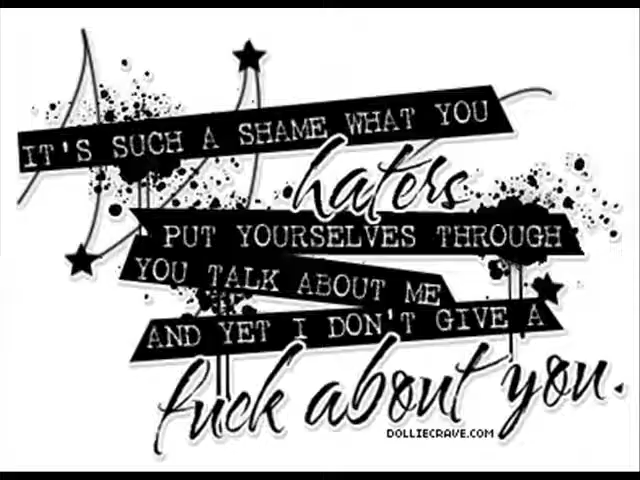 IT'S SUCH A SHAME WHAT YOU
haters
PUT YOURSELVES THROUGH
YOU TALK ABOUT ME
AND YET I DON'T GIVE A
fuck about you.
DOLLIECRAVE.COM